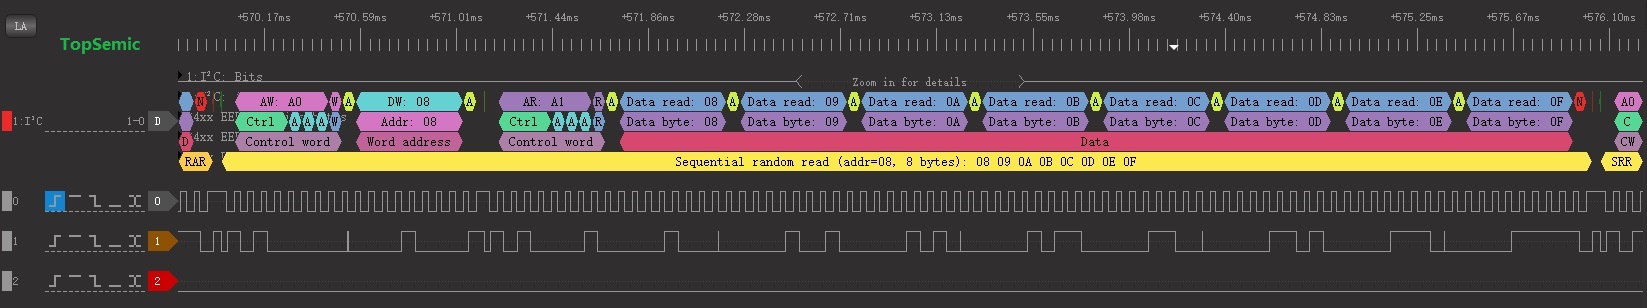 LA
+570.17ms +570.59ms +571.01ms +571.44ms +571.86ms +572.28ms +572.71ms +573.13ms +573.55ms +573.98ms +574.40ms +574.83ms +575.25ms +575.67ms +576.10ms
TopSemic
1:I²C: Bits
Zoom in for details
N AW: A0 W A DW: 08 A AR: A1 R A Data read: 08 A Data read: 09 A Data read: 0A A Data read: 0B A Data read: 0C A Data read: 0D A Data read: 0E A Data read: 0F N A0
1:I²C 1-0 D Ctrl A A A W Addr: 08 Ctrl A A A R Data byte: 08 Data byte: 09 Data byte: 0A Data byte: 0B Data byte: 0C Data byte: 0D Data byte: 0E Data byte: 0F C
D 4xx Control word Word address Control word Data CW
RAR Sequential random read (addr=08, 8 bytes): 08 09 0A 0B 0C 0D 0E 0F SRR
0 0
1 1
2 2